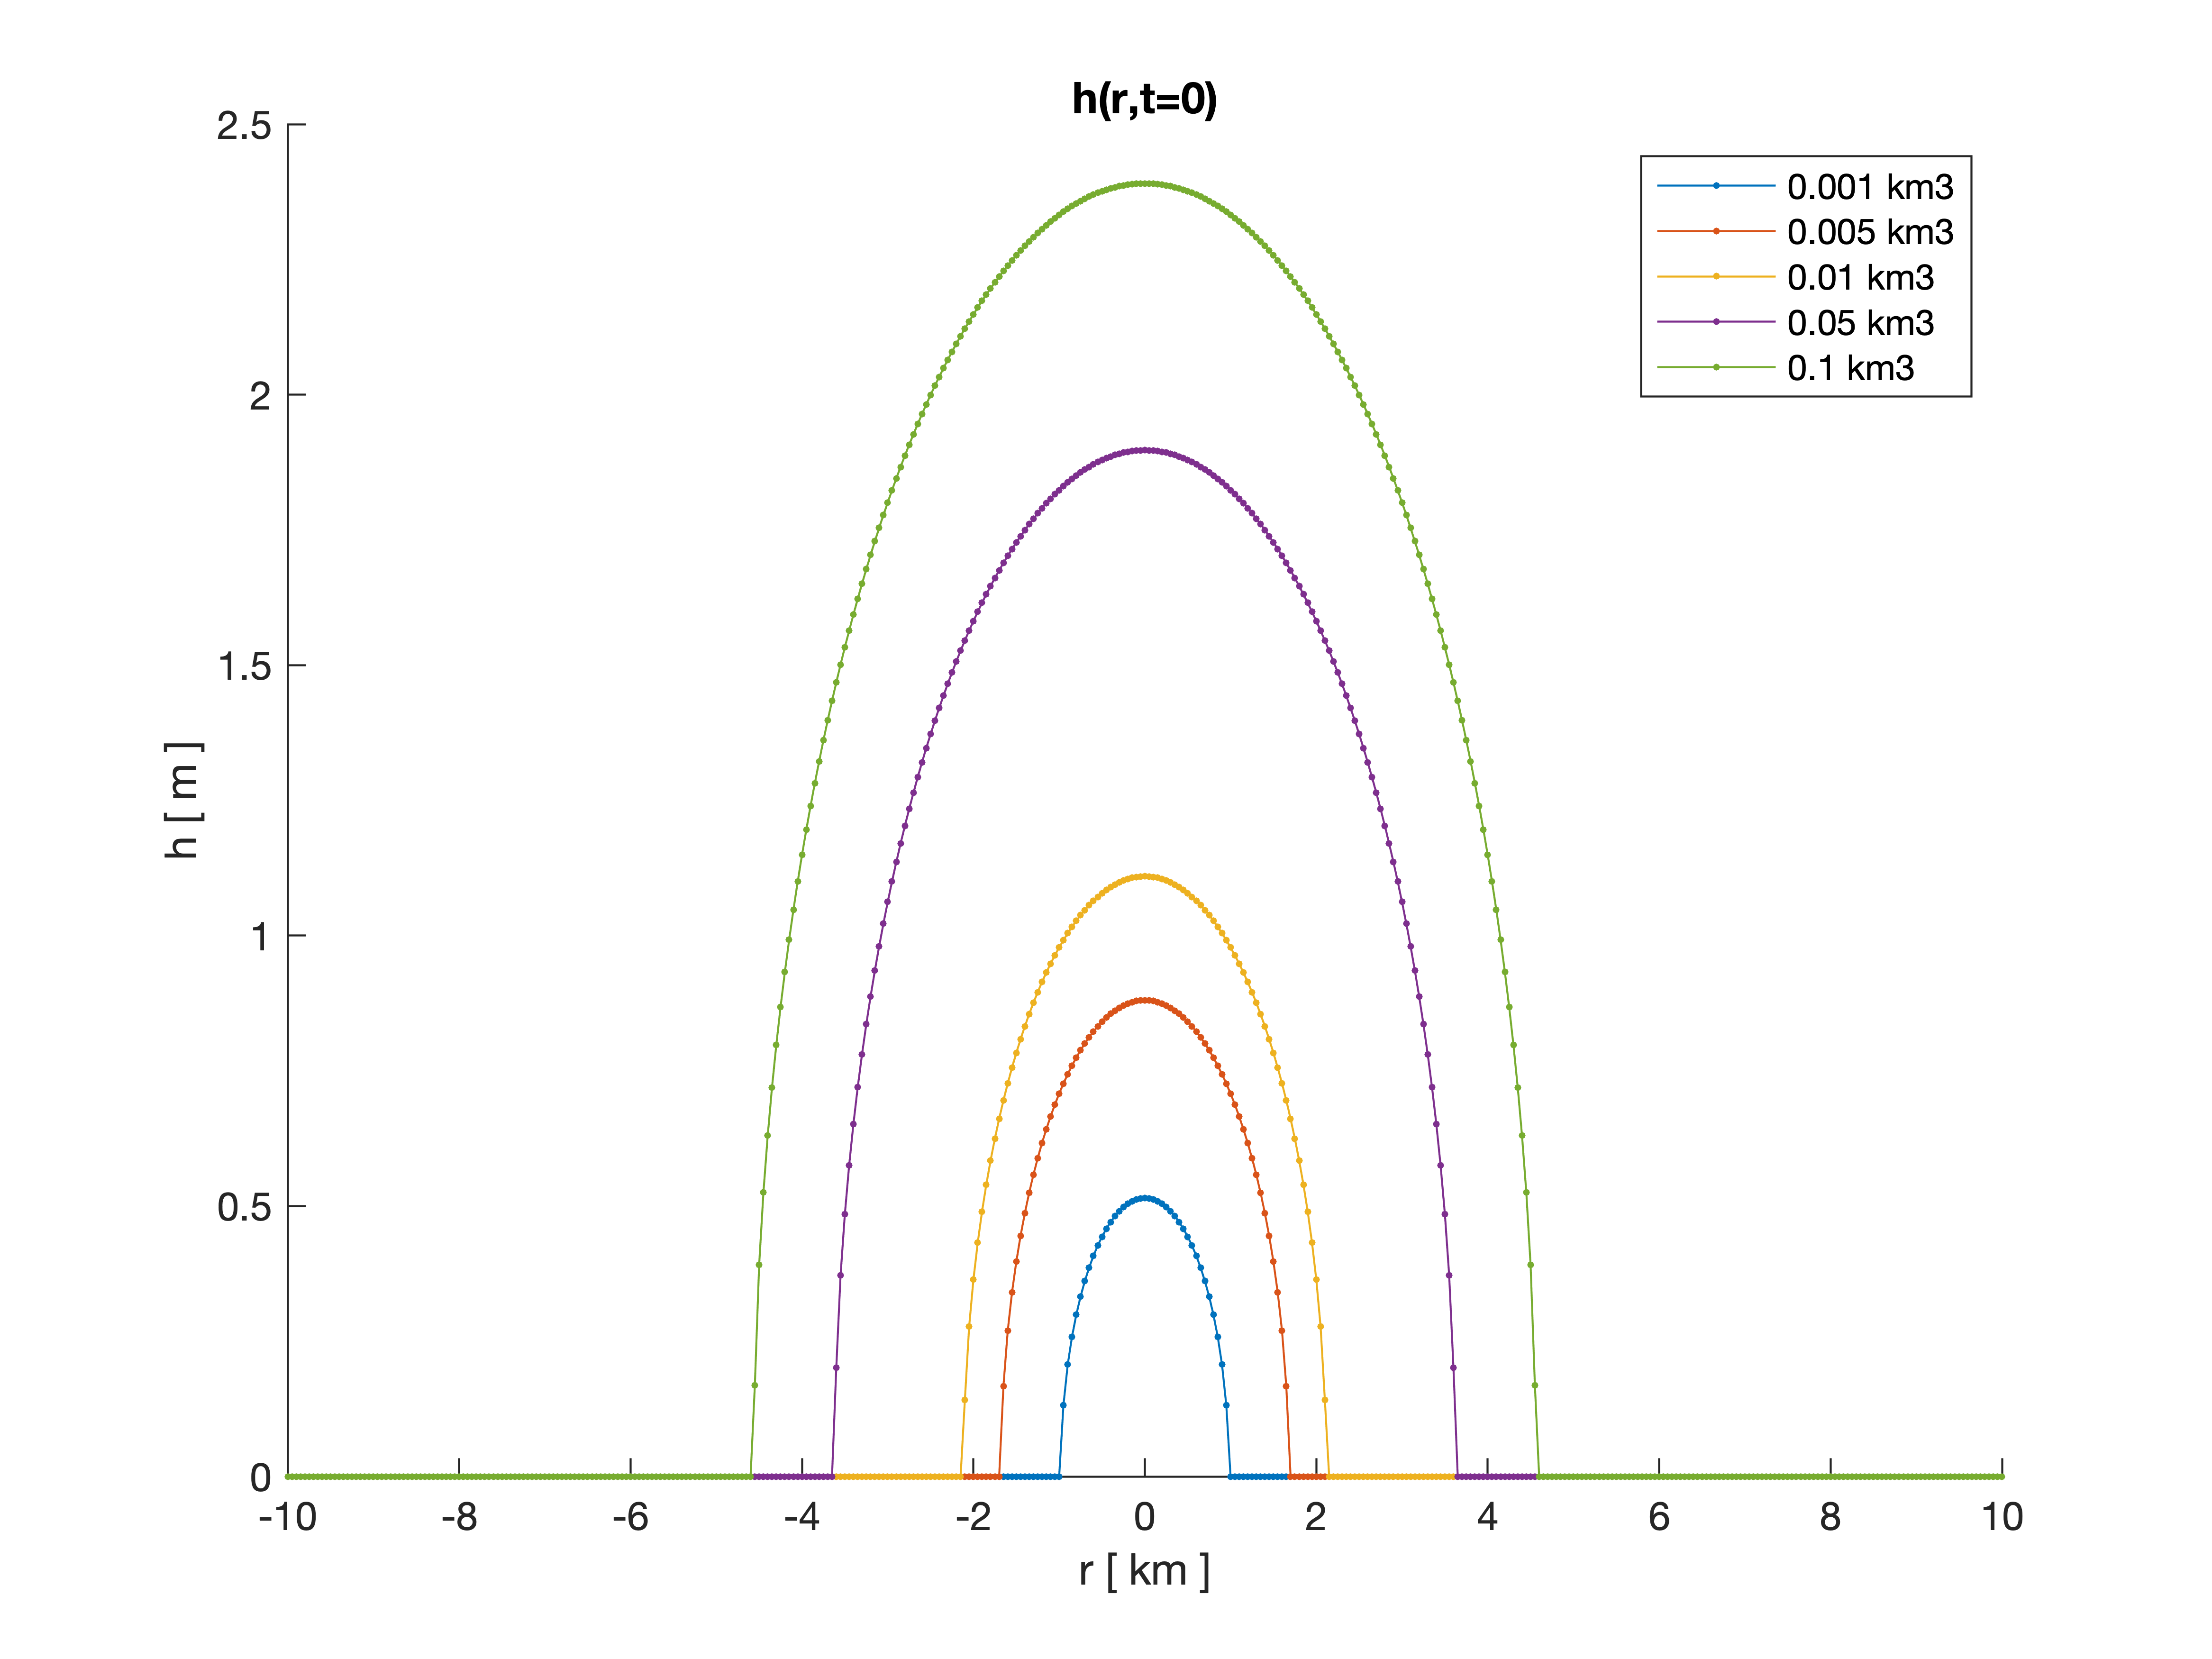 h(r,t=0)
2.5
2
1.5
1
0.5
0
h [ m ]
0.001 km3
0.005 km3
0.01 km3
0.05 km3
0.1 km3
-10 -8 -6 -4 -2 0 2 4 6 8 10
r [ km ]